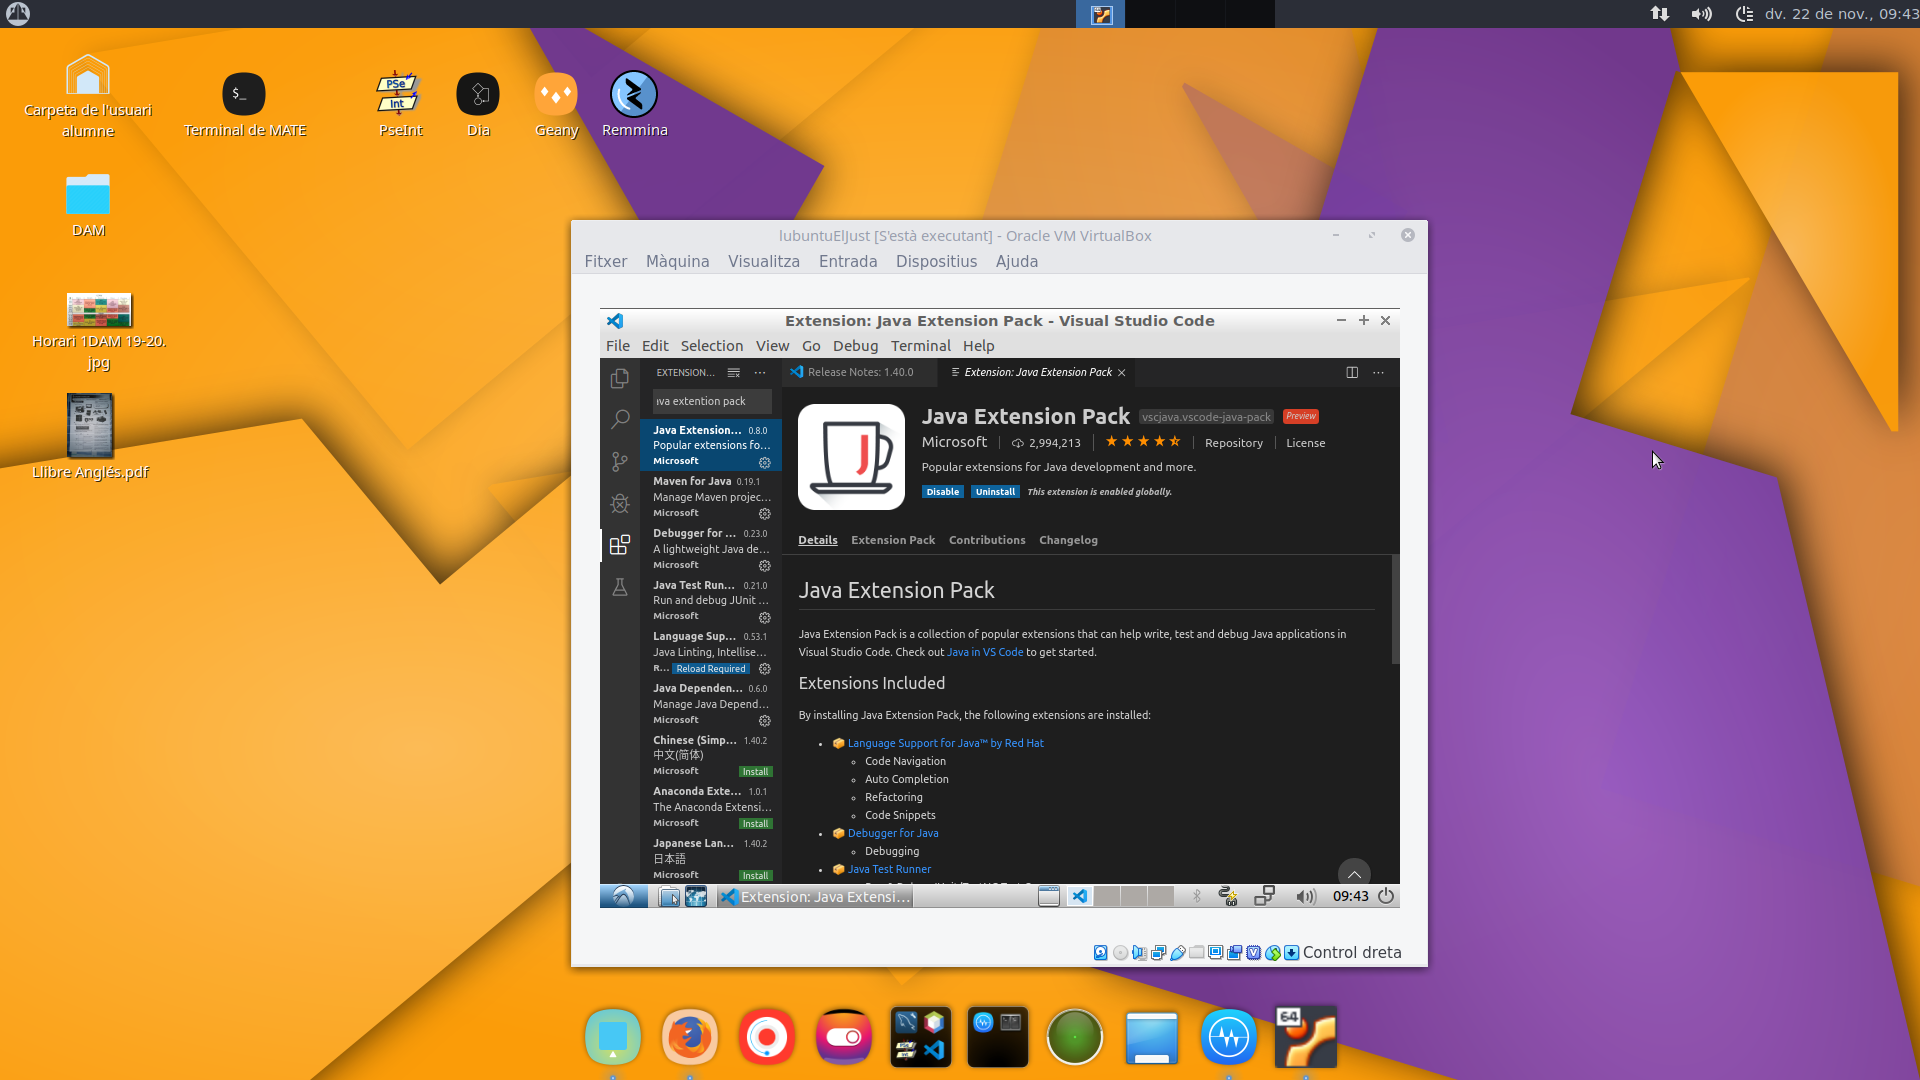 dv. 22 de nov., 09:43
Carpeta de l'usuari
alumne
$_
Terminal de MATE
PSe
Int
PseInt
Dia
Geany
Remmina
DAM
Horari 1DAM 19-20.
jpg
Llibre Anglés.pdf
lubuntuElJust [S'està executant] - Oracle VM VirtualBox
Fitxer Màquina Visualitza Entrada Dispositius Ajuda
Extension: Java Extension Pack - Visual Studio Code
File Edit Selection View Go Debug Terminal Help
EXTENSION...
Release Notes: 1.40.0
Extension: Java Extension Pack
va extention pack
Java Extension... 0.8.0
Popular extensions fo...
Microsoft
Maven for Java 0.19.1
Manage Maven projec...
Microsoft
Debugger for ... 0.23.0
A lightweight Java de...
Microsoft
Java Test Run... 0.21.0
Run and debug JUnit ...
Microsoft
Language Sup... 0.53.1
Java Linting, Intellise...
R... Reload Required
Java Dependen... 0.6.0
Manage Java Depend...
Microsoft
Chinese (Simp... 1.40.2
中文(简体)
Microsoft Install
Anaconda Exte... 1.0.1
The Anaconda Extensi...
Microsoft Install
Japanese Lan... 1.40.2
日本語
Microsoft Install
Java Extension Pack vscjava.vscode-java-pack Preview
Microsoft 2,994,213 Repository License
Popular extensions for Java development and more.
Disable Uninstall This extension is enabled globally.
Details Extension Pack Contributions Changelog
Java Extension Pack
Java Extension Pack is a collection of popular extensions that can help write, test and debug Java applications in
Visual Studio Code. Check out Java in VS Code to get started.
Extensions Included
By installing Java Extension Pack, the following extensions are installed:
Language Support for Java™ by Red Hat
Code Navigation
Auto Completion
Refactoring
Code Snippets
Debugger for Java
Debugging
Java Test Runner
Extension: Java Extensi...
09:43
Control dreta
64